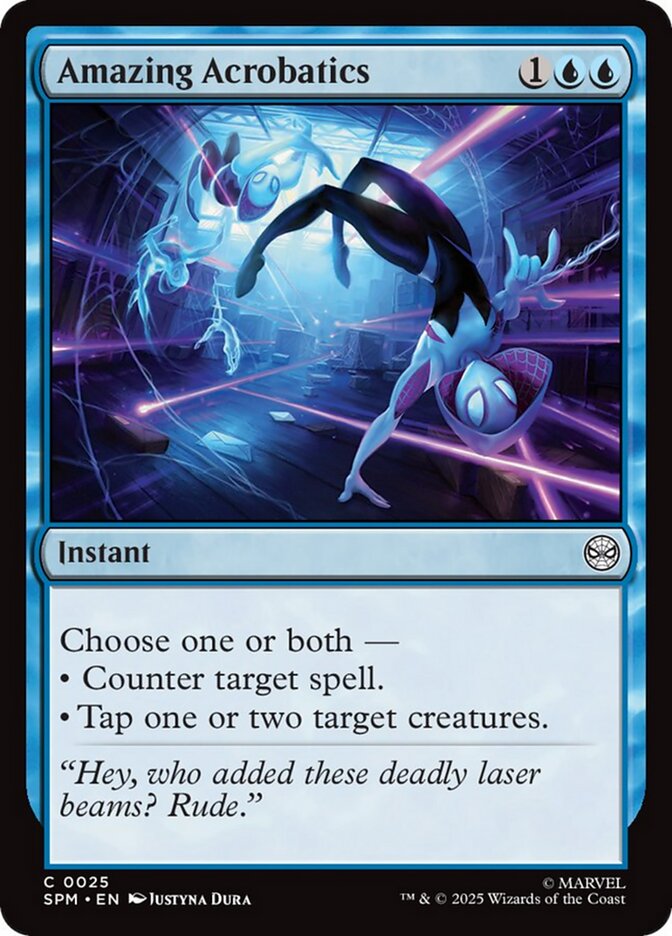 Amazing Acrobatics 1
Instant
Choose one or both —
• Counter target spell.
• Tap one or two target creatures.
“Hey, who added these deadly laser
beams? Rude.”
C 0025
SPM • EN Justyna Dura
© MARVEL
™ & © 2025 Wizards of the Coast